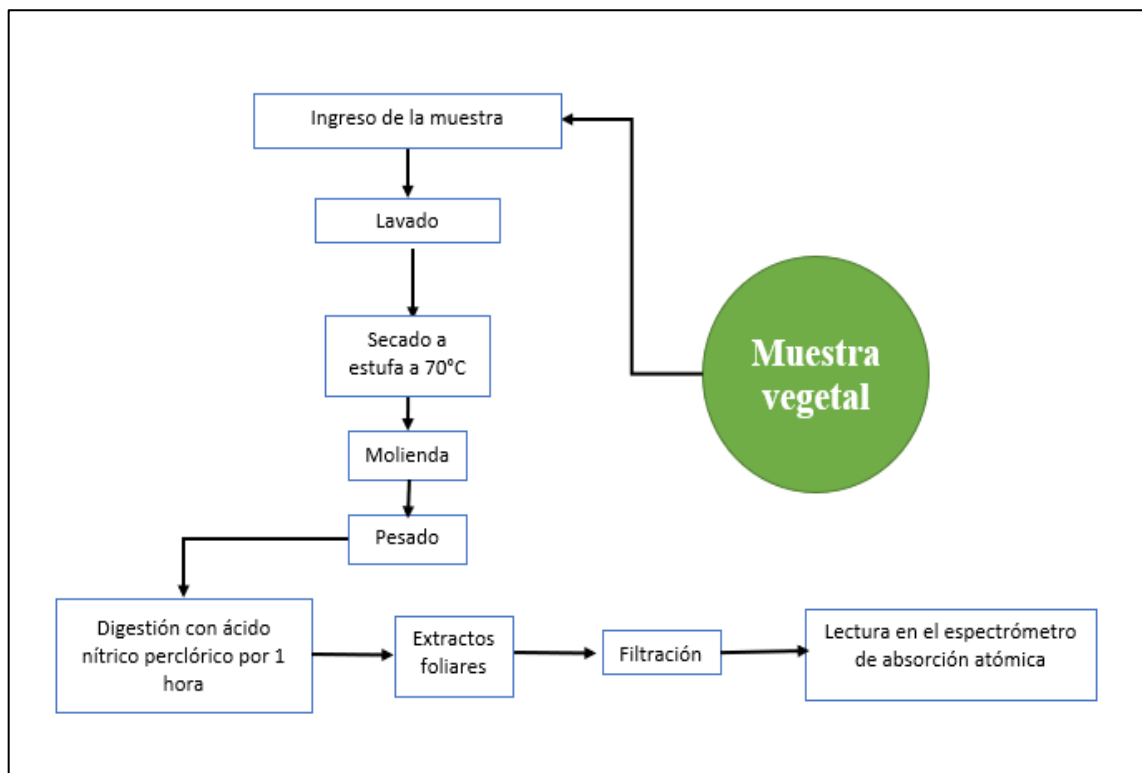 Ingreso de la muestra
Lavado
Secado a
estufa a 70°C
Muestra
vegetal
Molienda
Pesado
Digestión con ácido
nítrico perclórico por 1
hora
Extractos
foliares
Filtración
Lectura en el espectrómetro
de absorción atómica